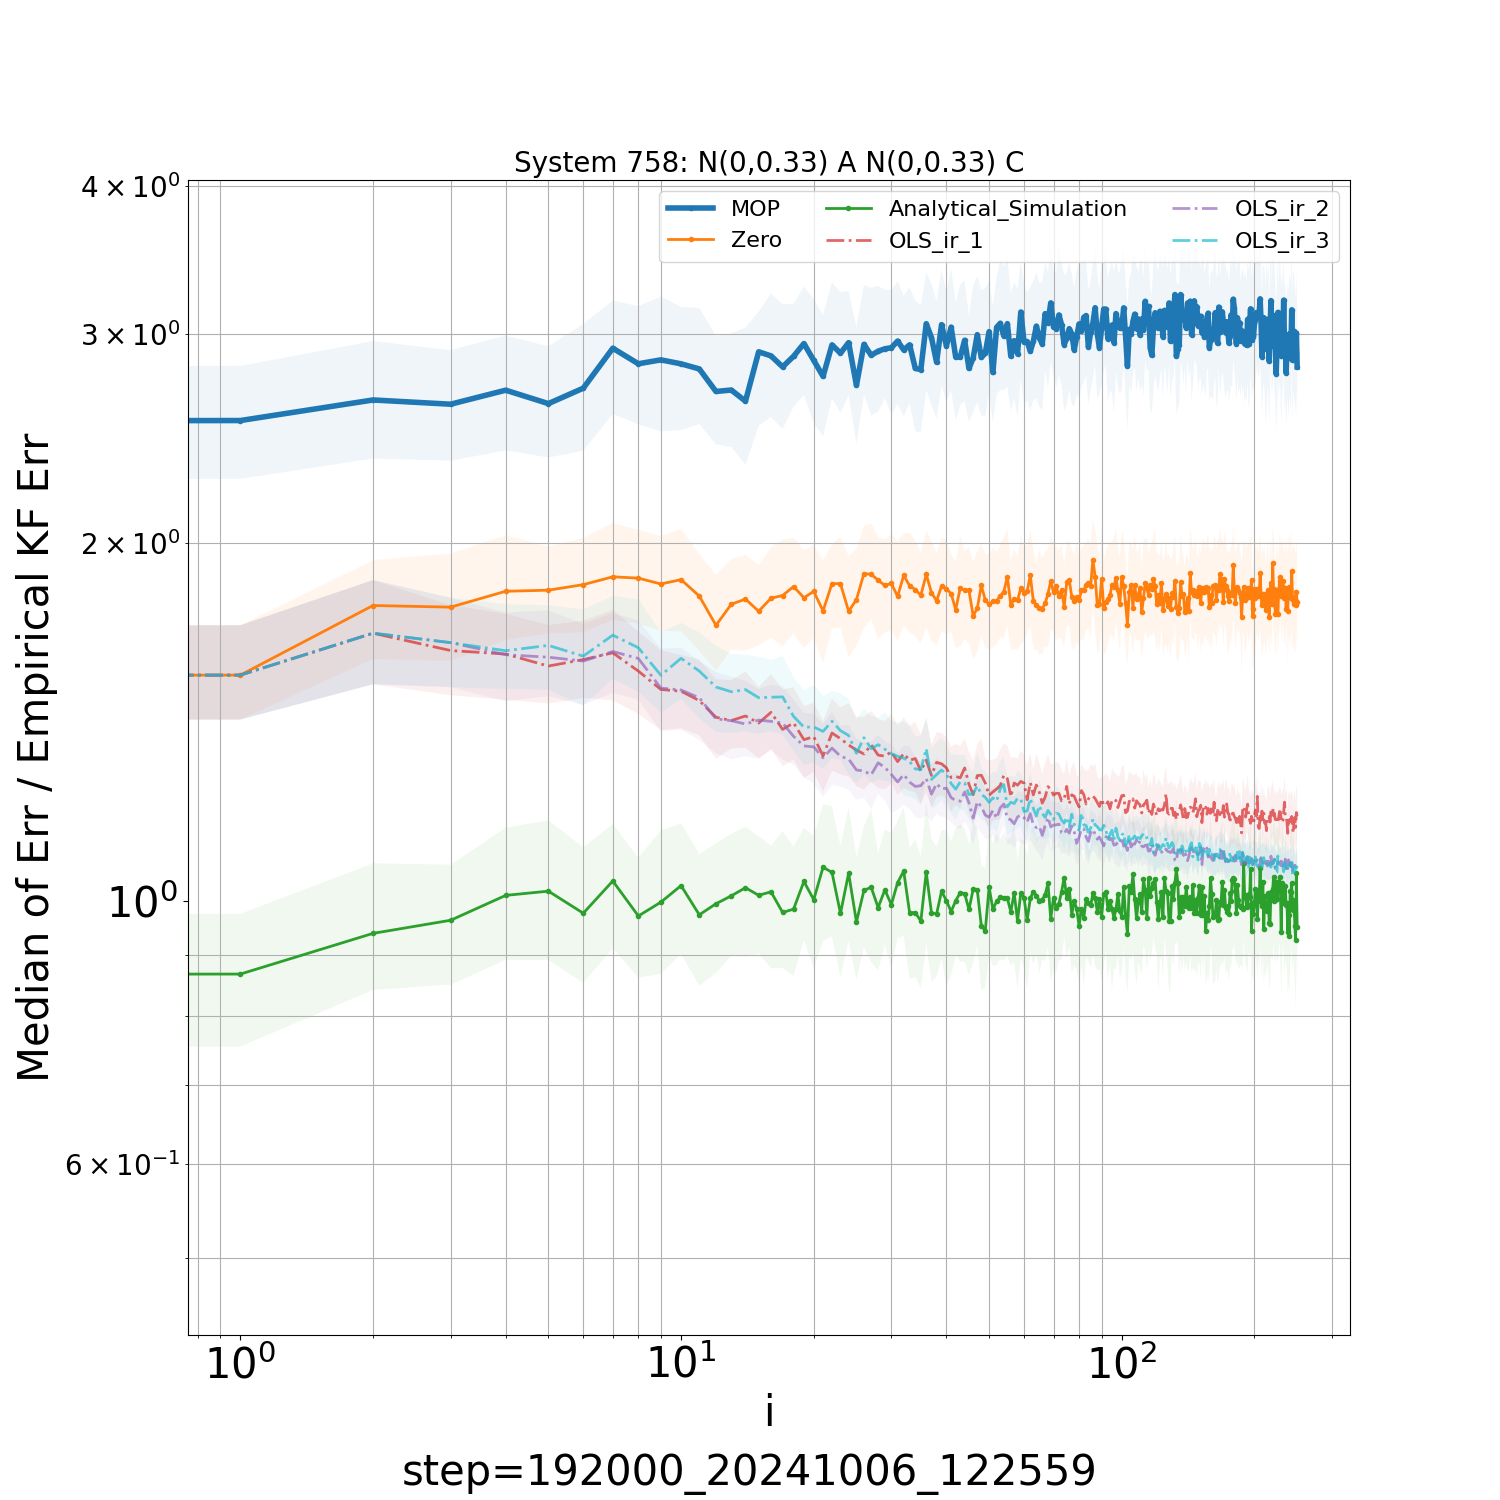 System 758: N(0,0.33) A N(0,0.33) C
MOP
Zero
Analytical_Simulation
OLS_ir_1
OLS_ir_2
OLS_ir_3
4 × 10⁰
3 × 10⁰
2 × 10⁰
10⁰
6 × 10⁻¹
Median of Err / Empirical KF Err
10⁰ 10¹ 10²
i
step=192000_20241006_122559